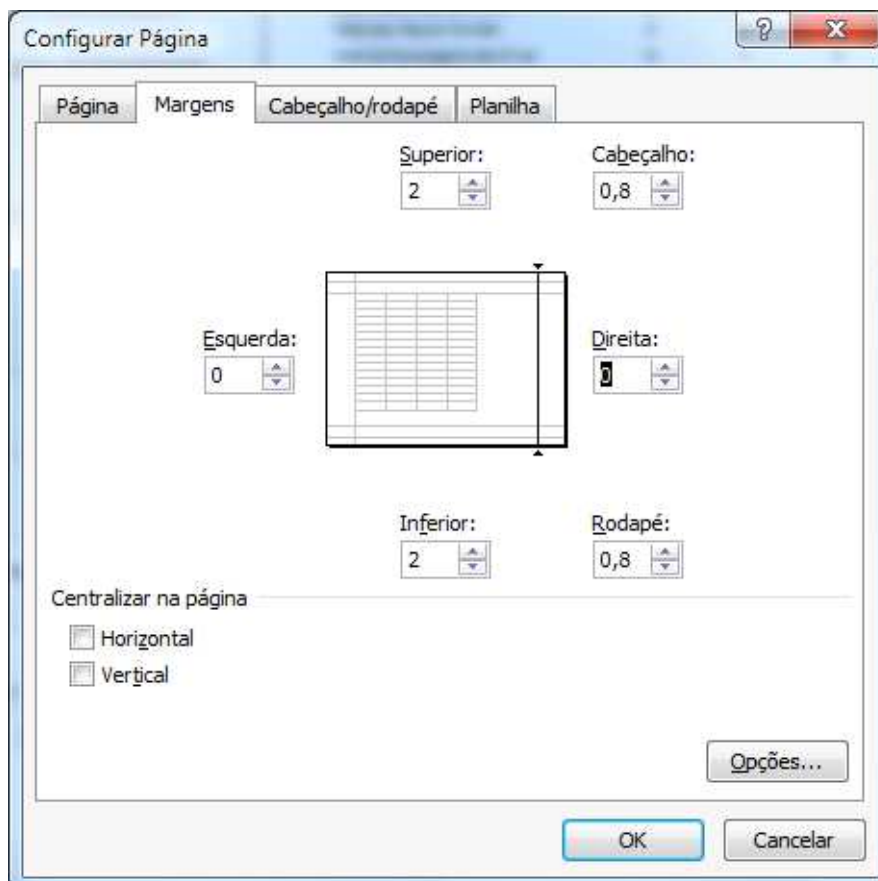 Configurar Página
Página Margens Cabeçalho/rodapé Planilha
Superior: Cabeçalho:
2 0,8
Esquerda: Direita:
0 0
Inferior: Rodapé:
2 0,8
Centralizar na página
Horizontal
Vertical
Opções...
OK Cancelar